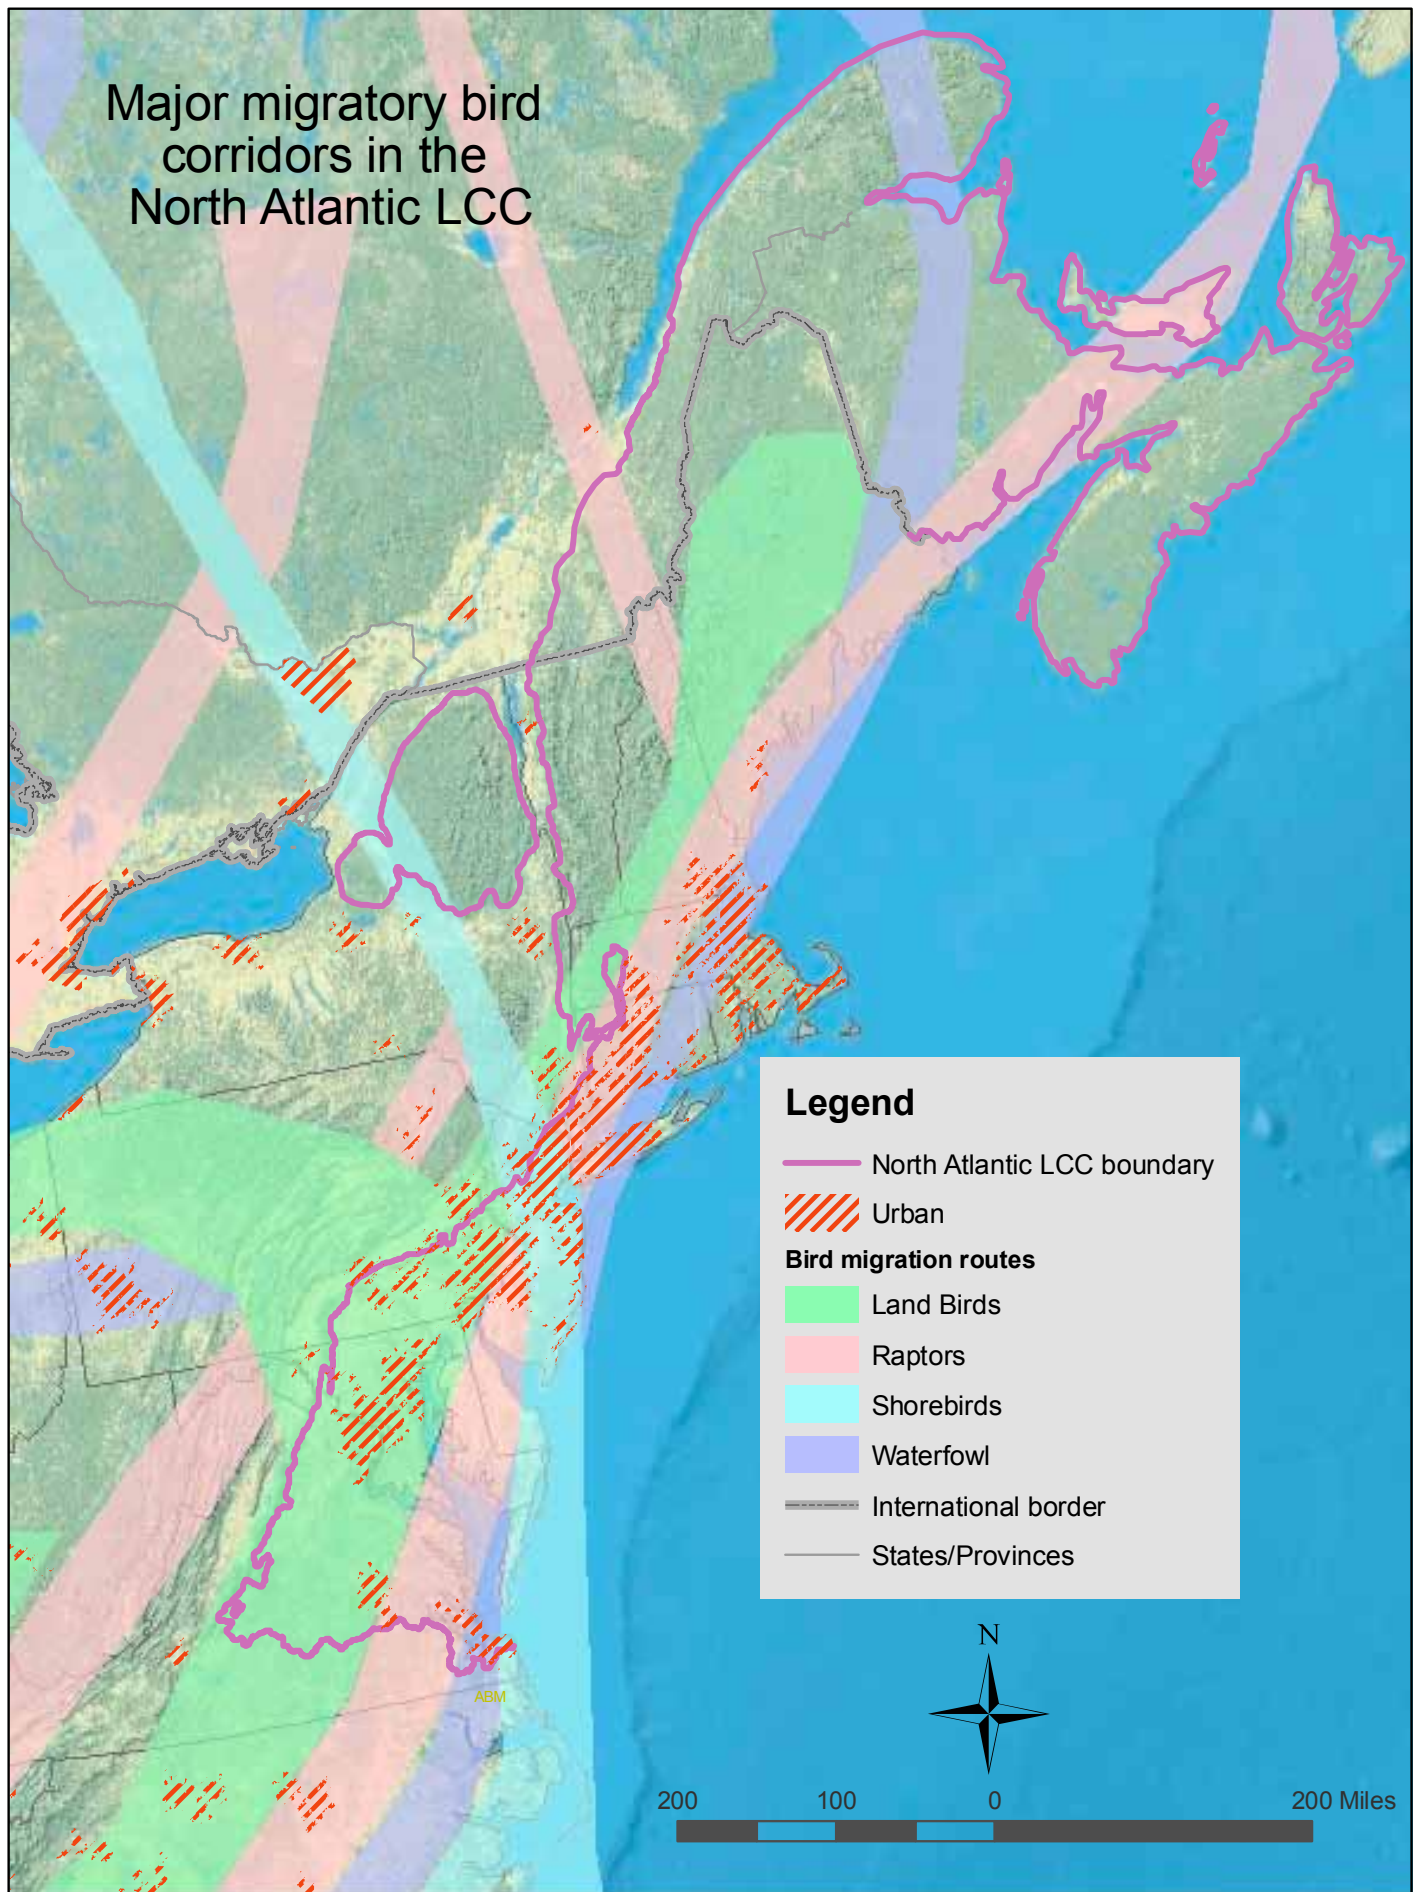 Major migratory bird
corridors in the
North Atlantic LCC
Legend
North Atlantic LCC boundary
Urban
Bird migration routes
Land Birds
Raptors
Shorebirds
Waterfowl
International border
States/Provinces
N
ABM
200 100 0 200 Miles